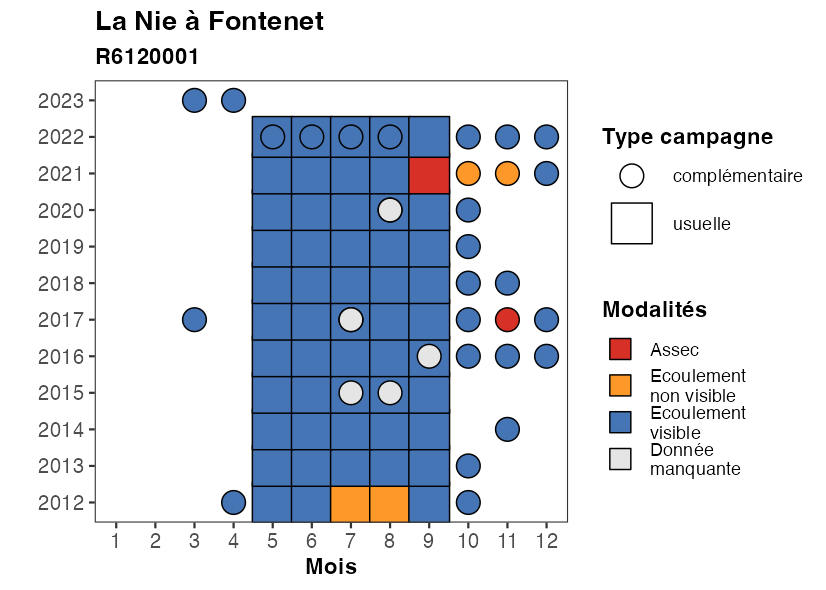 La Nie à Fontenet
R6120001
2023
2022
2021
2020
2019
2018
2017
2016
2015
2014
2013
2012
1 2 3 4 5 6 7 8 9 10 11 12
Mois
Type campagne
complémentaire
usuelle
Modalités
Assec
Ecoulement
non visible
Ecoulement
visible
Donnée
manquante